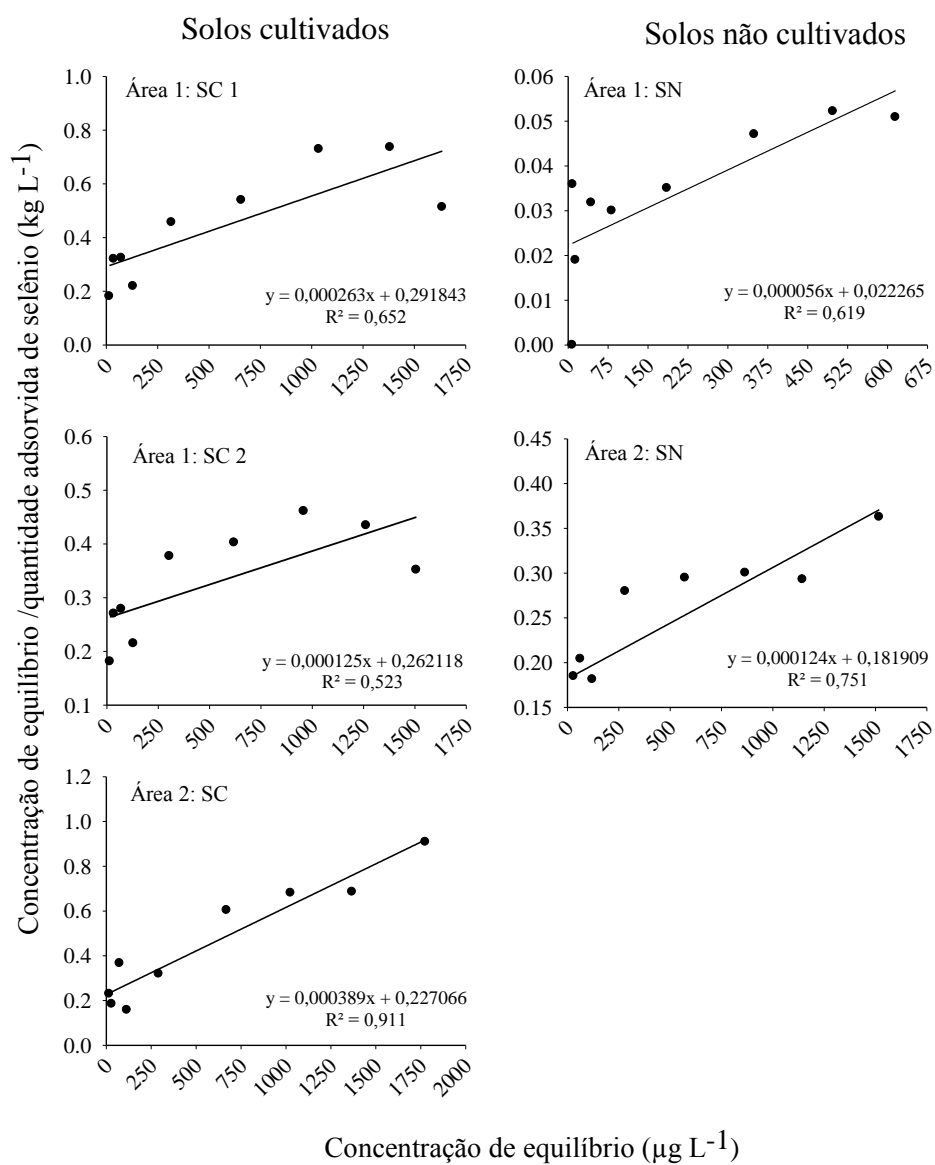 Solos cultivados
Solos não cultivados
Concentração de equilíbrio /quantidade adsorvida de selênio (kg L-1)
Área 1: SC 1
1.0
0.8
0.6
0.4
0.2
0.0
y = 0,000263x + 0,291843
R² = 0,652
0 250 500 750 1000 1250 1500 1750
Área 1: SN
0.06
0.05
0.04
0.03
0.02
0.01
0.00
y = 0,000056x + 0,022265
R² = 0,619
0 75 150 225 300 375 450 525 600 675
Área 1: SC 2
0.6
0.5
0.4
0.3
0.2
0.1
y = 0,000125x + 0,262118
R² = 0,523
0 250 500 750 1000 1250 1500 1750
Área 2: SN
0.45
0.40
0.35
0.30
0.25
0.20
0.15
y = 0,000124x + 0,181909
R² = 0,751
0 250 500 750 1000 1250 1500 1750
Área 2: SC
1.2
1.0
0.8
0.6
0.4
0.2
0.0
y = 0,000389x + 0,227066
R² = 0,911
0 250 500 750 1000 1250 1500 1750 2000
Concentração de equilíbrio (µg L-1)